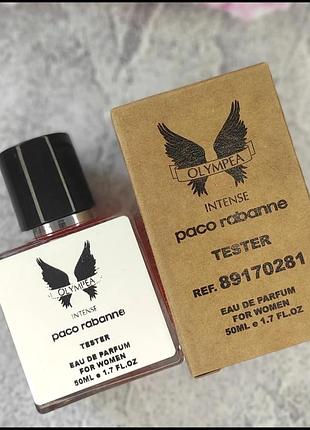 OLYMPEA
INTENSE
paco rabanne
TESTER
EAU DE PARFUM
FOR WOMEN
50ML e 1.7 FL.OZ
OLYMPEA
INTENSE
paco rabanne
TESTER
REF. 89170281
EAU DE PARFUM
FOR WOMEN
50ML e 1.7 FL.OZ